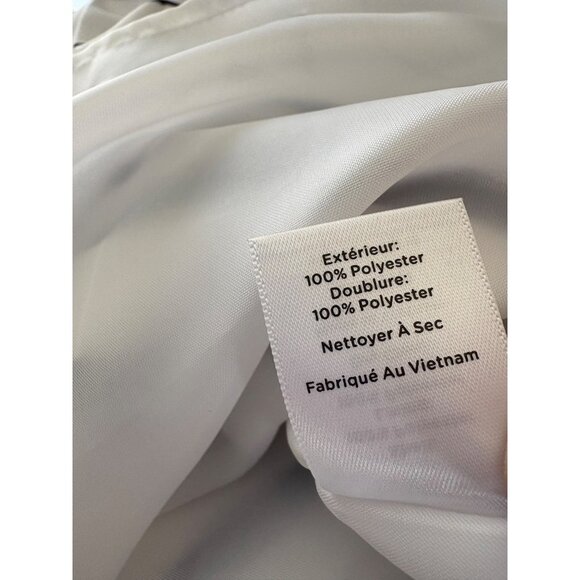 Extérieur:
100% Polyester
Doublure:
100% Polyester
Nettoyer À Sec
Fabriqué Au Vietnam